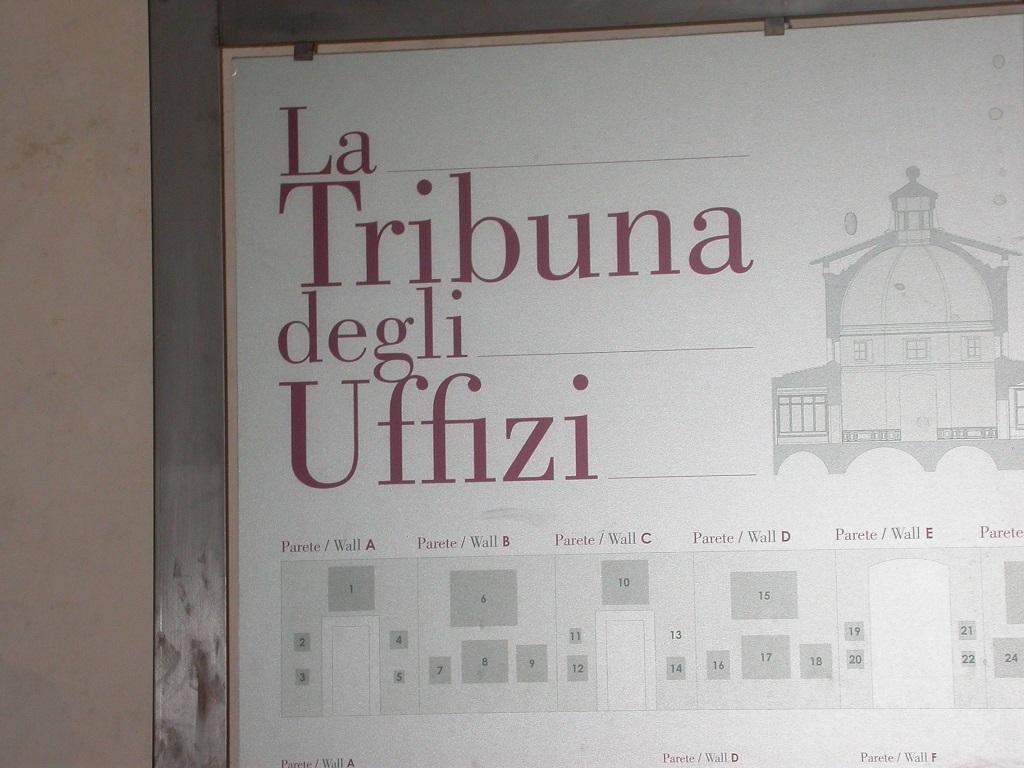 La
Tribuna
degli
Uffizi
Parete / Wall A Parete / Wall B Parete / Wall C Parete / Wall D Parete / Wall E Parete
1 6 10 15
2 4 11 13 19 21
3 5 7 8 9 12 14 16 17 18 20 22 24
Parete / Wall A Parete / Wall D Parete / Wall F